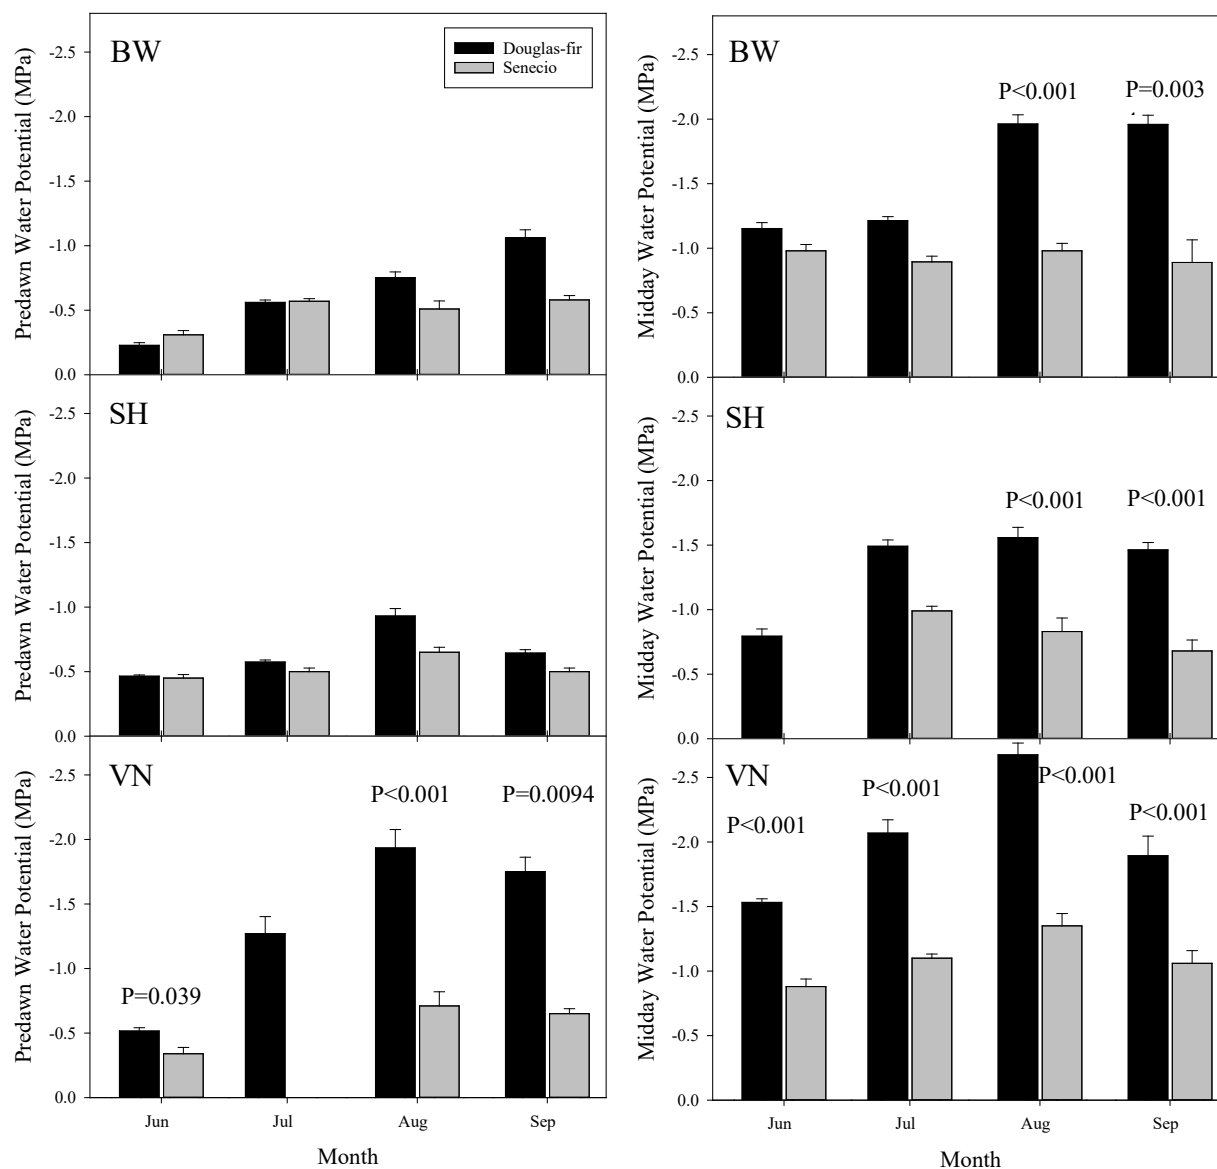 BW
Douglas-fir
Senecio
Predawn Water Potential (MPa)
-2.5
-2.0
-1.5
-1.0
-0.5
0.0
SH
Predawn Water Potential (MPa)
-2.5
-2.0
-1.5
-1.0
-0.5
0.0
VN
P<0.001
P=0.0094
P=0.039
Predawn Water Potential (MPa)
-2.5
-2.0
-1.5
-1.0
-0.5
0.0
Jun
Jul
Aug
Sep
Month
BW
P<0.001
P=0.003
Midday Water Potential (MPa)
-2.5
-2.0
-1.5
-1.0
-0.5
0.0
SH
P<0.001
P<0.001
Midday Water Potential (MPa)
-2.5
-2.0
-1.5
-1.0
-0.5
0.0
VN
P<0.001
P<0.001
P<0.001
P<0.001
Midday Water Potential (MPa)
-2.5
-2.0
-1.5
-1.0
-0.5
0.0
Jun
Jul
Aug
Sep
Month